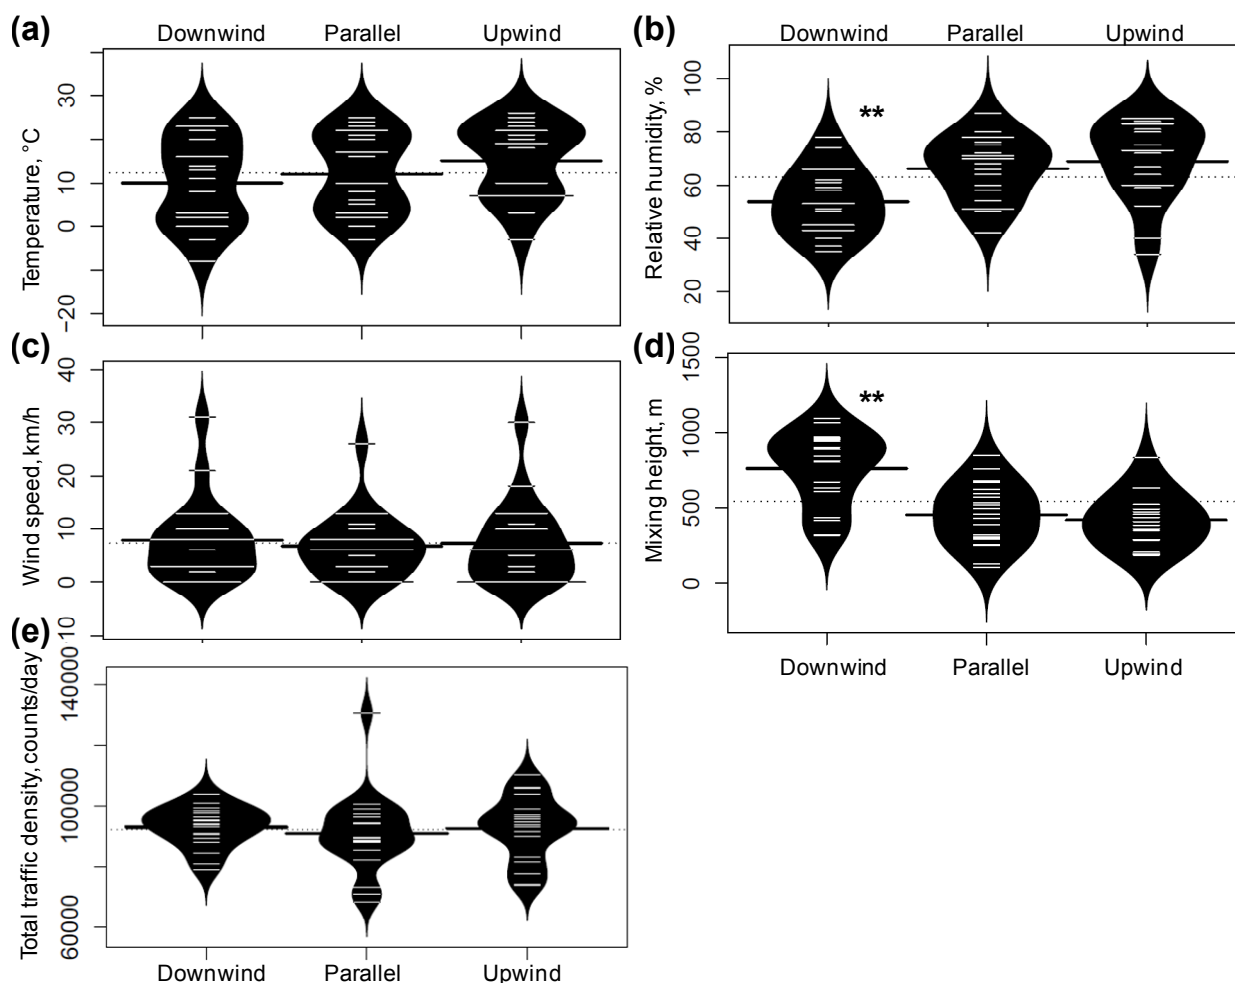 (a)
Downwind Parallel Upwind
Temperature, °C
30
10
0
−20
(b)
Downwind Parallel Upwind
Relative humidity, %
100
80
60
40
20
**
(c)
Wind speed, km/h
40
30
20
10
0
10
(d)
Mixing height, m
1500
1000
500
0
**
Downwind Parallel Upwind
(e)
Total traffic density, counts/day
140000
100000
60000
Downwind Parallel Upwind